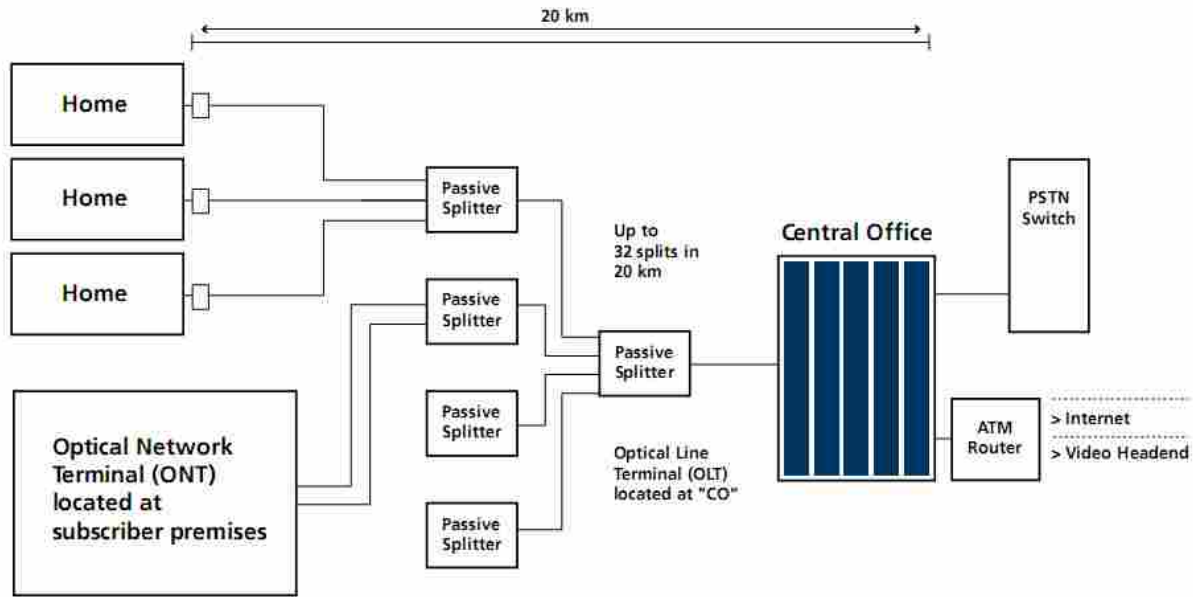 20 km
Home
Home
Home
Optical Network
Terminal (ONT)
located at
subscriber premises
Passive
Splitter
Passive
Splitter
Passive
Splitter
Passive
Splitter
Up to
32 splits in
20 km
Passive
Splitter
Optical Line
Terminal (OLT)
located at "CO"
Central Office
PSTN
Switch
ATM
Router
> Internet
> Video Headend